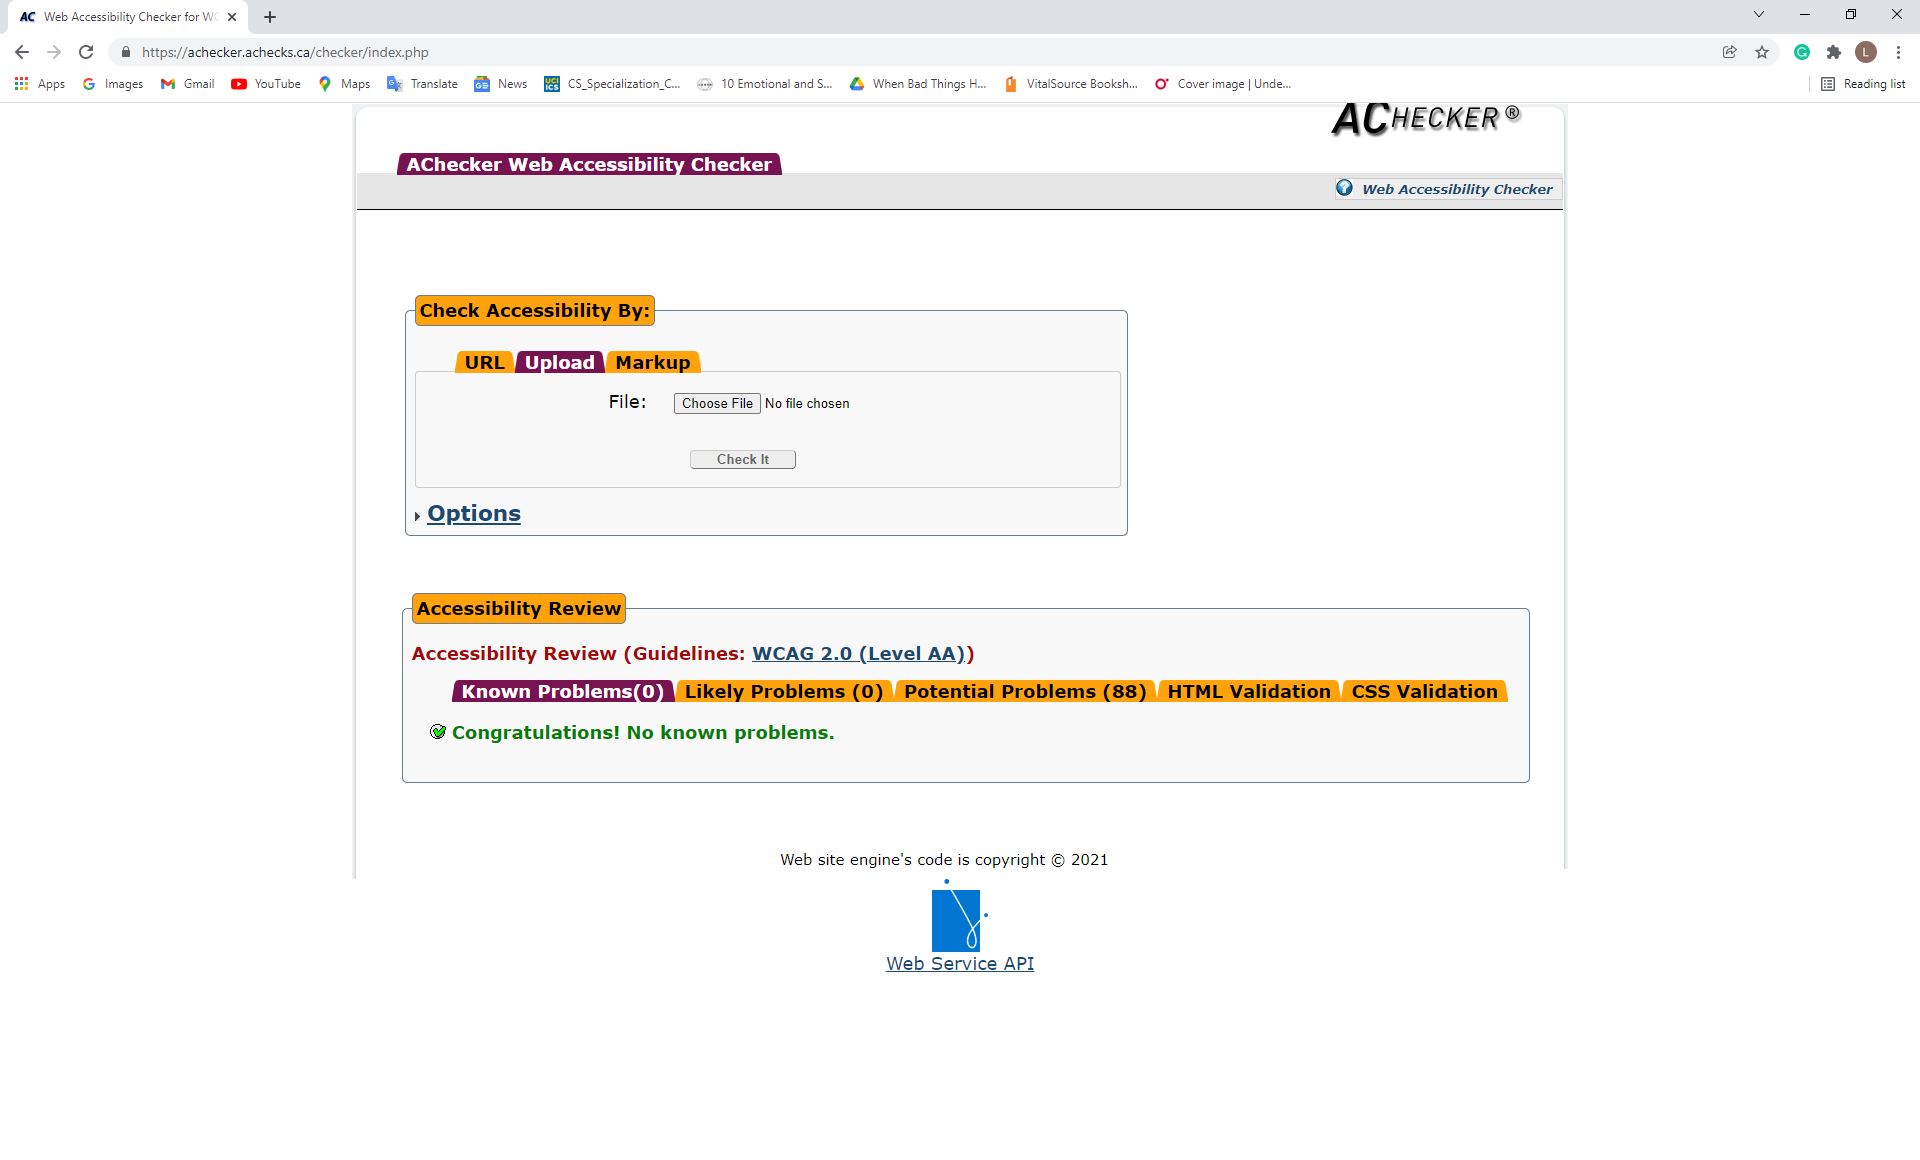 AC Web Accessibility Checker for WC
https://achecker.achecks.ca/checker/index.php
L
Apps Images Gmail YouTube Maps Translate News CS_Specialization_C... 10 Emotional and S... When Bad Things H... VitalSource Booksh... Cover image | Unde... Reading list
ACHECKER ®
AChecker Web Accessibility Checker
Web Accessibility Checker
Check Accessibility By:
URL Upload Markup
File: Choose File No file chosen
Check It
Options
Accessibility Review
Accessibility Review (Guidelines: WCAG 2.0 (Level AA))
Known Problems(0) Likely Problems (0) Potential Problems (88) HTML Validation CSS Validation
Congratulations! No known problems.
Web site engine's code is copyright © 2021
Web Service API